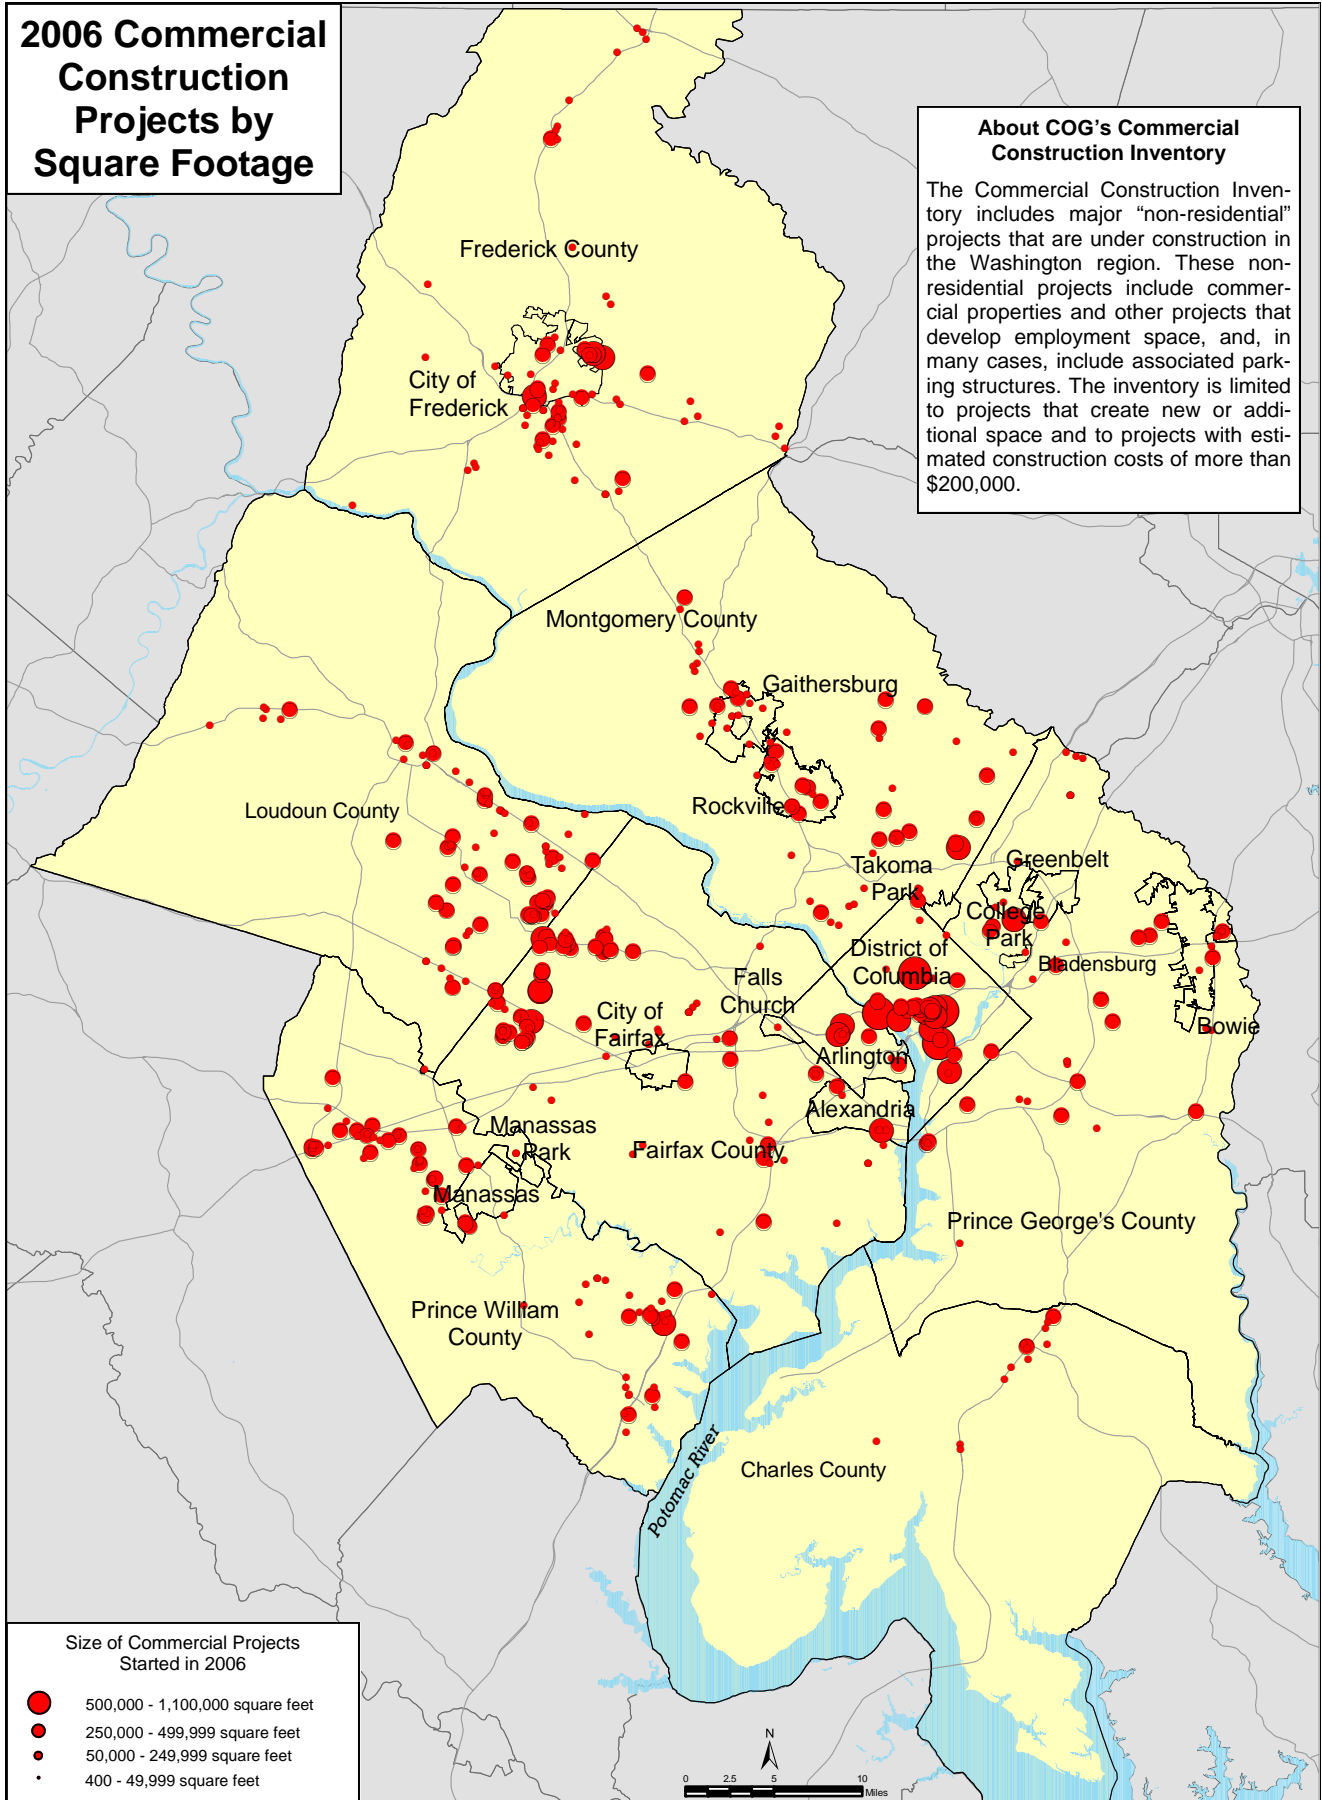 2006 Commercial
Construction
Projects by
Square Footage
About COG's Commercial
Construction Inventory
The Commercial Construction Inven-
tory includes major “non-residential”
projects that are under construction in
the Washington region. These non-
residential projects include commer-
cial properties and other projects that
develop employment space, and, in
many cases, include associated park-
ing structures. The inventory is limited
to projects that create new or addi-
tional space and to projects with esti-
mated construction costs of more than
$200,000.
Frederick County
City of
Frederick
Montgomery County
Gaithersburg
Rockville
Loudoun County
Takoma
Park
Greenbelt
College
Park
District of
Columbia
Bladensburg
Falls
Church
City of
Fairfax
Bowie
Arlington
Alexandria
Manassas
Park
Fairfax County
Manassas
Prince George's County
Prince William
County
Potomac River
Charles County
Size of Commercial Projects
Started in 2006
500,000 - 1,100,000 square feet
250,000 - 499,999 square feet
50,000 - 249,999 square feet
400 - 49,999 square feet
N
0 2.5 5 10
Miles